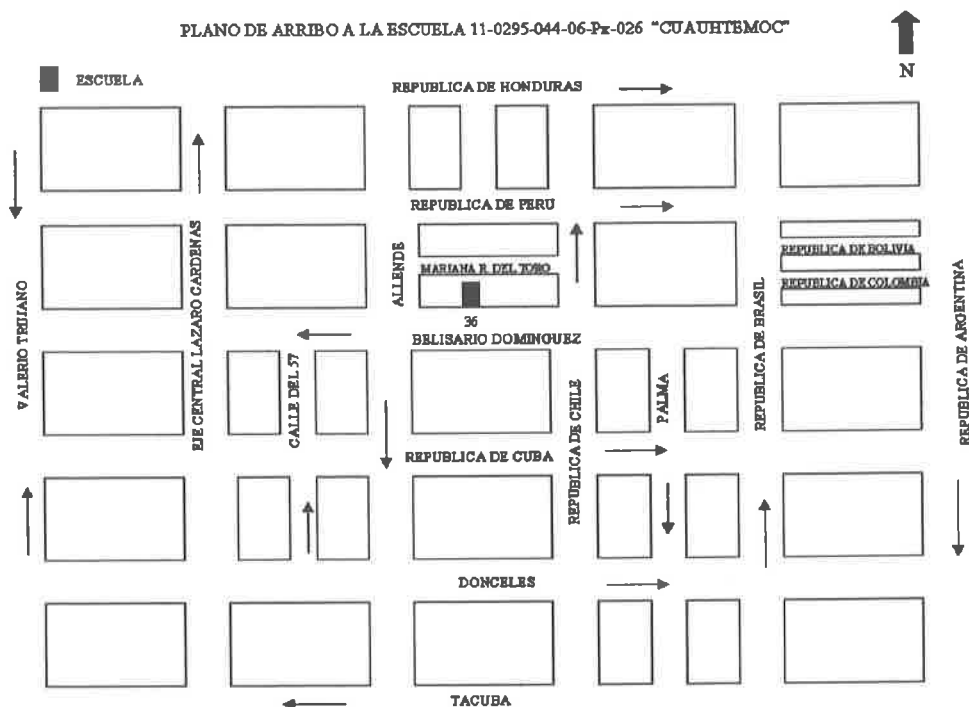 PLANO DE ARRIBO A LA ESCUELA 11-0295-044-06-Px-026 "CUAUHTEMOC"
N
ESCUELA
REPUBLICA DE HONDURAS
REPUBLICA DE PERU
VALERIO TRUJANO
EJE CENTRAL LAZARO CARDENAS
ALLENDE
MARIANA R. DEL TORO
REPUBLICA DE BOLIVIA
REPUBLICA DE COLOMBIA
36
BELISARIO DOMINGUEZ
CALLE DEL 57
REPUBLICA DE CHILE
PALMA
REPUBLICA DE BRASIL
REPUBLICA DE ARGENTINA
REPUBLICA DE CUBA
DONCELES
TACUBA